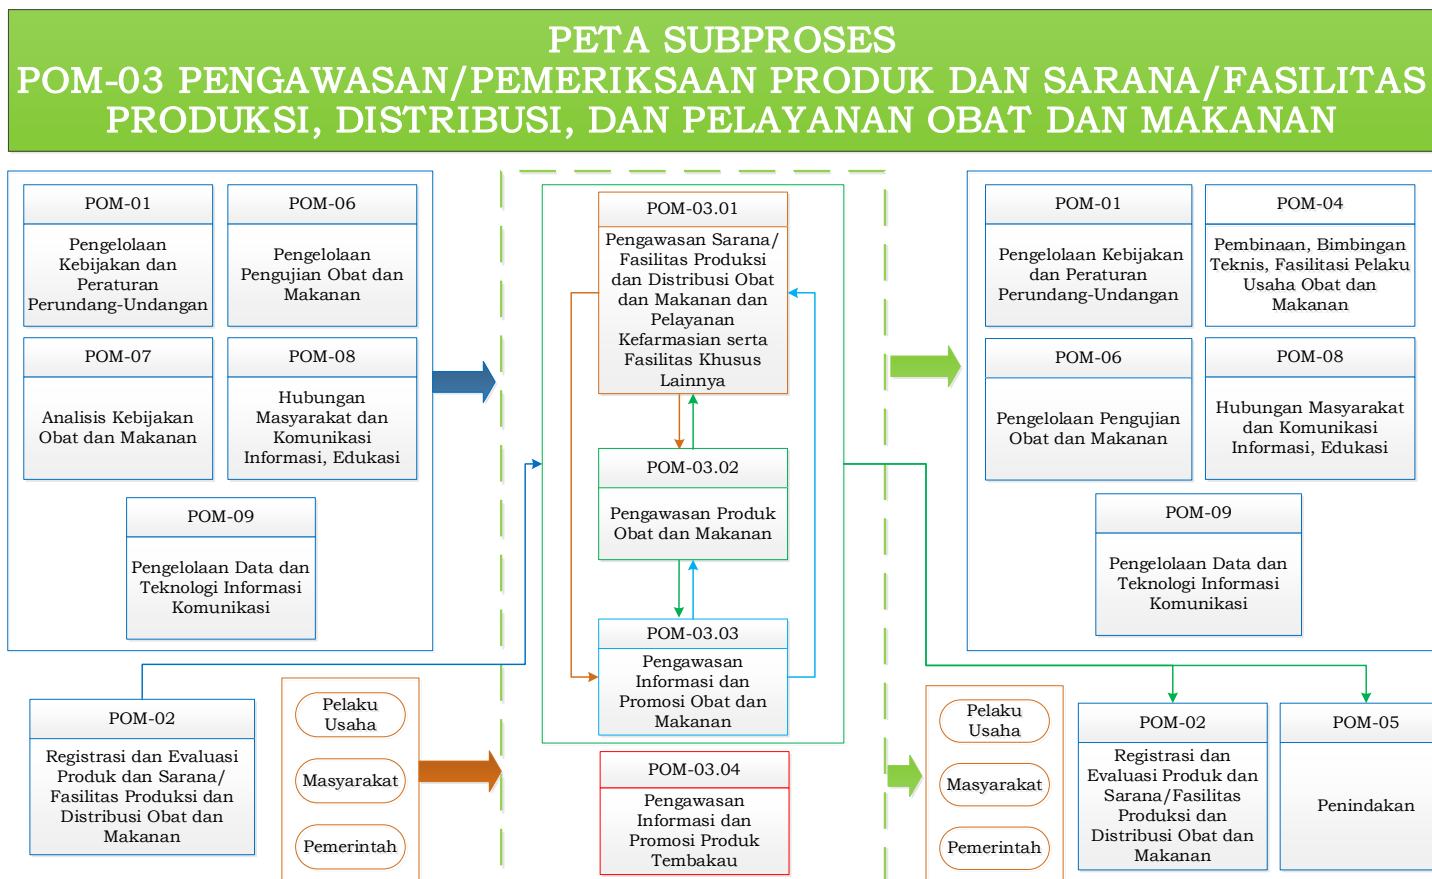 PETA SUBPROSES
POM-03 PENGAWASAN/PEMERIKSAAN PRODUK DAN SARANA/FASILITAS
PRODUKSI, DISTRIBUSI, DAN PELAYANAN OBAT DAN MAKANAN
POM-01
Pengelolaan
Kebijakan dan
Peraturan
Perundang-Undangan
POM-06
Pengelolaan
Pengujian Obat dan
Makanan
POM-07
Analisis Kebijakan
Obat dan Makanan
POM-08
Hubungan
Masyarakat dan
Komunikasi
Informasi, Edukasi
POM-09
Pengelolaan Data dan
Teknologi Informasi
Komunikasi
POM-02
Registrasi dan Evaluasi
Produk dan Sarana/
Fasilitas Produksi dan
Distribusi Obat dan
Makanan
Pelaku
Usaha
Masyarakat
Pemerintah
POM-03.01
Pengawasan Sarana/
Fasilitas Produksi
dan Distribusi Obat
dan Makanan dan
Pelayanan
Kefarmasian serta
Fasilitas Khusus
Lainnya
POM-03.02
Pengawasan Produk
Obat dan Makanan
POM-03.03
Pengawasan
Informasi dan
Promosi Obat dan
Makanan
POM-03.04
Pengawasan
Informasi dan
Promosi Produk
Tembakau
POM-01
Pengelolaan Kebijakan
dan Peraturan
Perundang-Undangan
POM-04
Pembinaan, Bimbingan
Teknis, Fasilitasi Pelaku
Usaha Obat dan
Makanan
POM-06
Pengelolaan Pengujian
Obat dan Makanan
POM-08
Hubungan Masyarakat
dan Komunikasi
Informasi, Edukasi
POM-09
Pengelolaan Data dan
Teknologi Informasi
Komunikasi
Pelaku
Usaha
Masyarakat
Pemerintah
POM-02
Registrasi dan
Evaluasi Produk dan
Sarana/Fasilitas
Produksi dan
Distribusi Obat dan
Makanan
POM-05
Penindakan